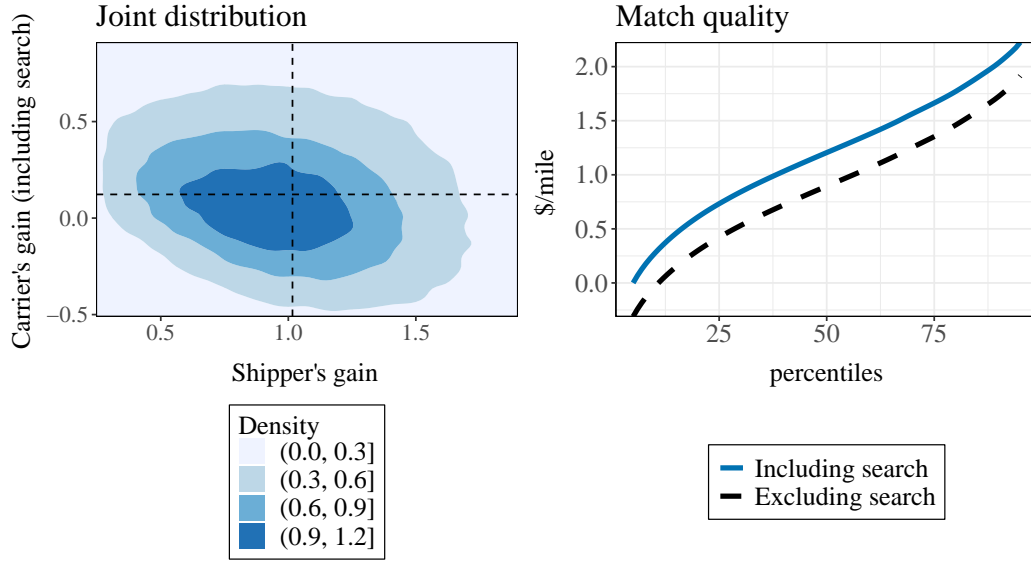 Joint distribution
Carrier's gain (including search)
0.5
0.0
−0.5
0.5
1.0
1.5
Shipper's gain
Density
(0.0, 0.3]
(0.3, 0.6]
(0.6, 0.9]
(0.9, 1.2]
Match quality
$/mile
2.0
1.5
1.0
0.5
0.0
25
50
75
percentiles
Including search
Excluding search